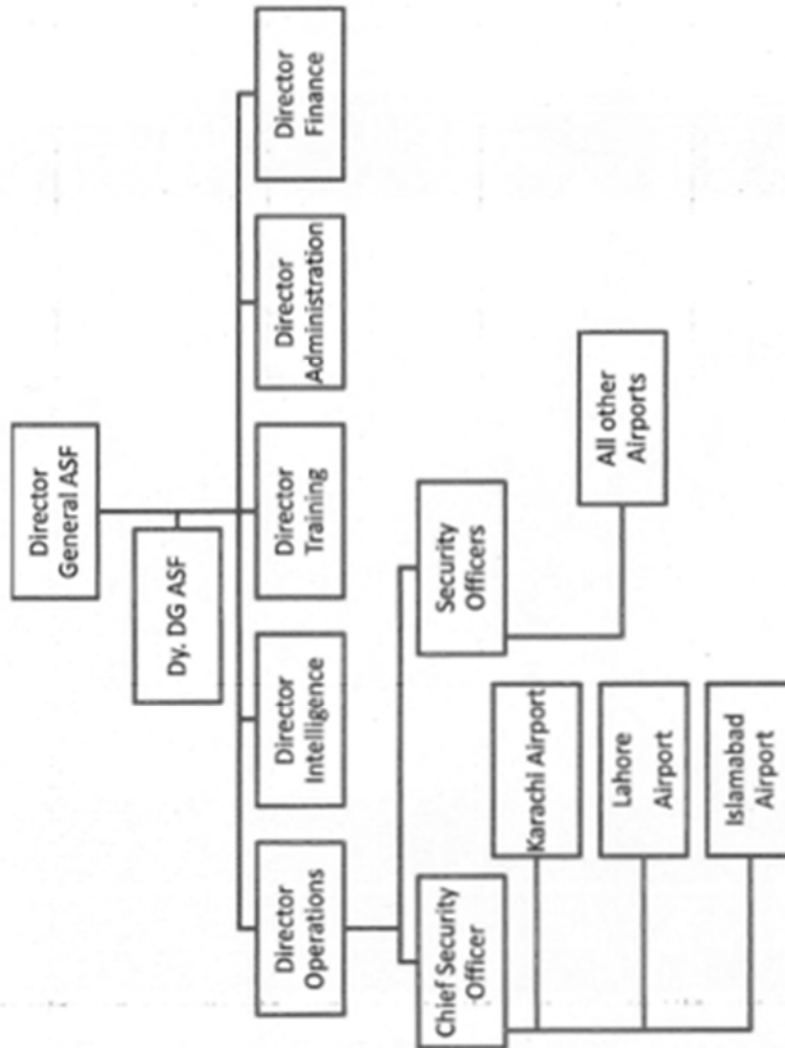 Director
General ASF
Dy. DG ASF
Director
Operations
Director
Intelligence
Director
Training
Director
Administration
Director
Finance
Chief Security
Officer
Security
Officers
Karachi Airport
Lahore
Airport
Islamabad
Airport
All other
Airports